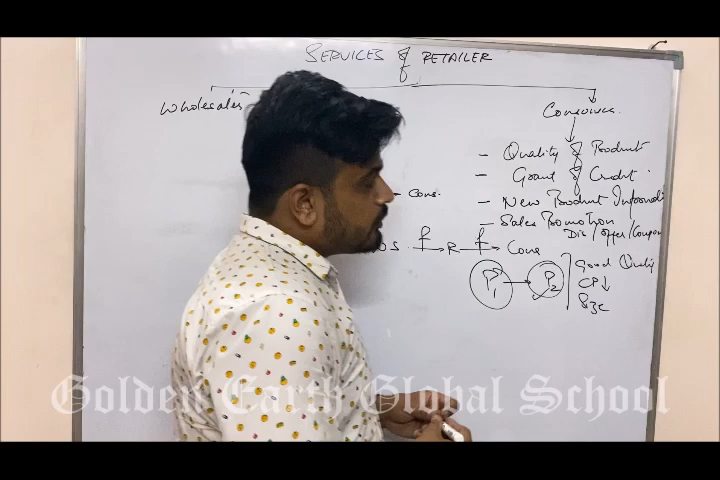 SERVICES of RETAILER
Wholesaler
Consumer
- Quality of Product
- Grant of Credit
- Cons.
- New Product Informati
- Sales Promotion
Dis/offer/Coupon
S. f R f Cons
P1 P2
Good Quality
CP↓
Size
Golden Earth Global School